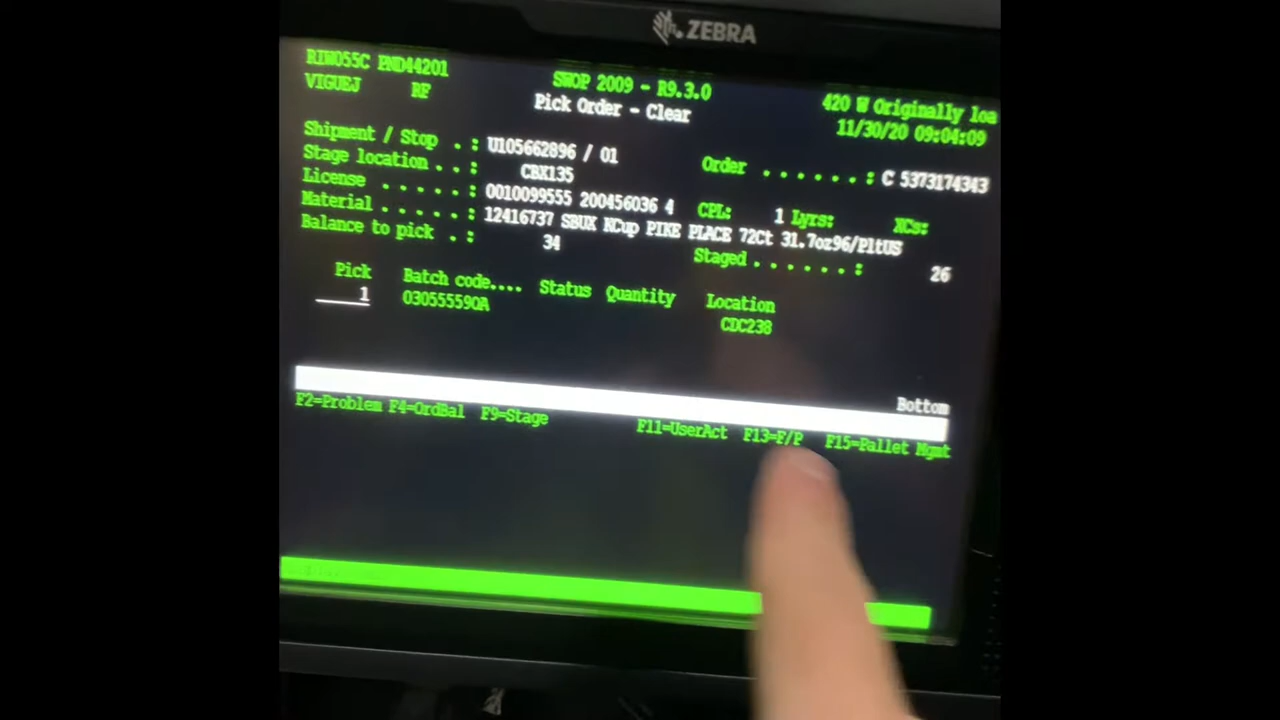 ZEBRA
RIW055C PND44201 SWOP 2009 - R9.3.0 420 W Originally loa
VIGUEJ RF Pick Order - Clear 11/30/20 09:04:09
Shipment / Stop . : U105662896 / 01 Order . . . . . . : C 5373174343
Stage location . . : CBX135
License . . . . . : 0010099555 200456036 4 CPL: 1 Lyrs: XCs:
Material . . . . . : 12416737 SBUX KCup PIKE PLACE 72Ct 31.7oz96/PltUS
Balance to pick . : 34 Staged . . . . . . : 26
Pick Batch code.... Status Quantity Location
1 030555590A CDC238
Bottom
F2=Problem F4=OrdBal F9=Stage F11=UserAct F13=F/P F15=Pallet Mgmt